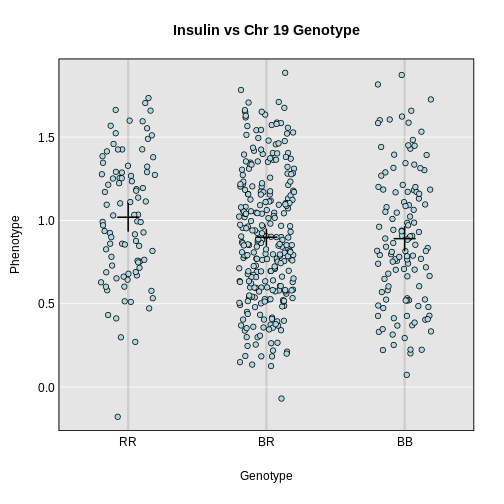 Insulin vs Chr 19 Genotype
Phenotype
1.5
1.0
0.5
0.0
RR BR BB
Genotype